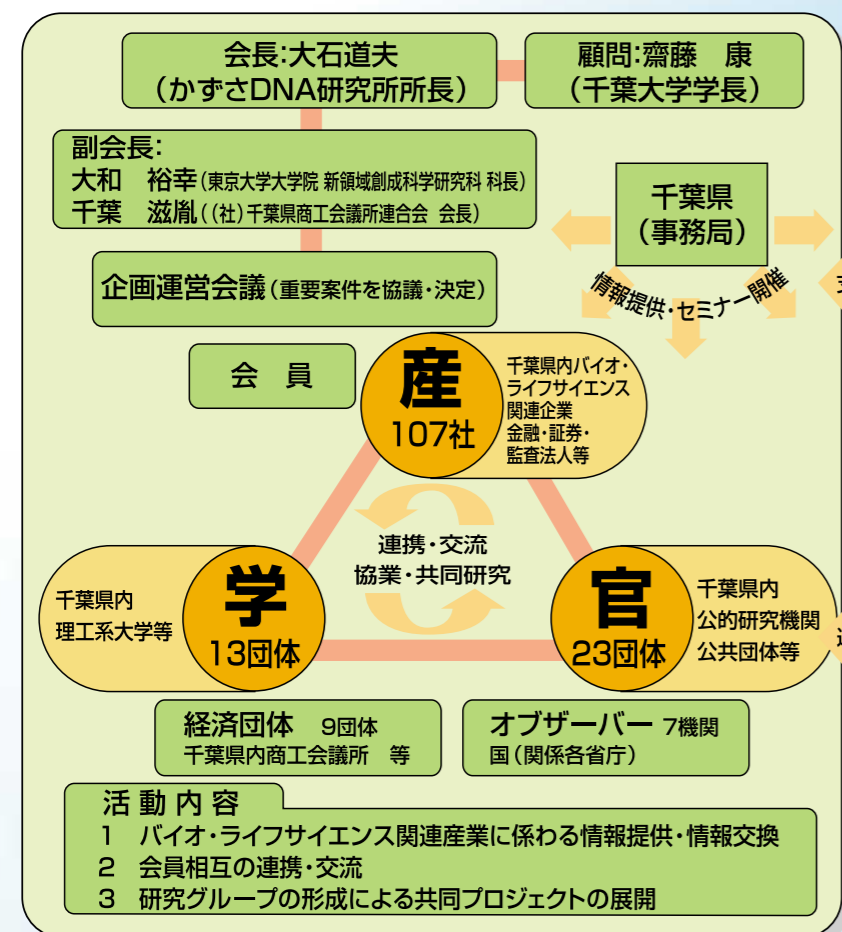 会長:大石道夫
(かずさDNA研究所所長)
顧問:齋藤　康
(千葉大学学長)
副会長:
大和　裕幸(東京大学大学院 新領域創成科学研究科 科長)
千葉　滋胤((社)千葉県商工会議所連合会 会長)
千葉県
(事務局)
企画運営会議(重要案件を協議・決定)
情報提供・セミナー開催
会　員
産
107社
千葉県内バイオ・
ライフサイエンス
関連企業
金融・証券・
監査法人等
連携・交流
協業・共同研究
千葉県内
理工系大学等
学
13団体
官
23団体
千葉県内
公的研究機関
公共団体等
経済団体　9団体
千葉県内商工会議所　等
オブザーバー 7機関
国(関係各省庁)
活動内容
1　バイオ・ライフサイエンス関連産業に係わる情報提供・情報交換
2　会員相互の連携・交流
3　研究グループの形成による共同プロジェクトの展開